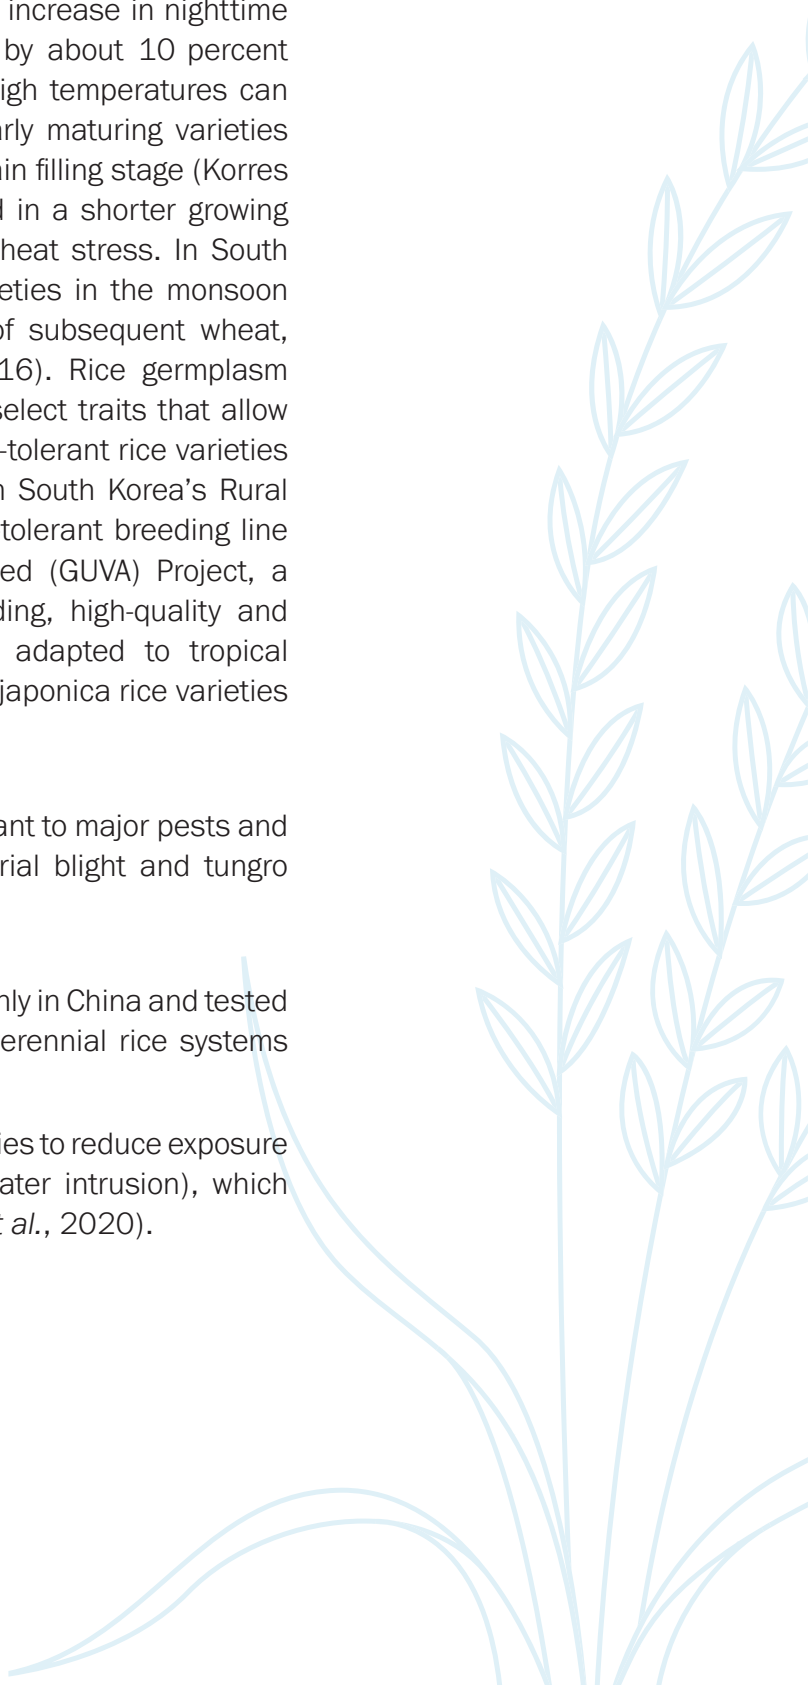 increase in nighttime
by about 10 percent
igh temperatures can
rly maturing varieties
in filling stage (Korres
in a shorter growing
heat stress. In South
eties in the monsoon
of subsequent wheat,
16). Rice germplasm
select traits that allow
-tolerant rice varieties
South Korea’s Rural
tolerant breeding line
ed (GUVA) Project, a
ding, high-quality and
adapted to tropical
japonica rice varieties
ant to major pests and
rial blight and tungro
nly in China and tested
erennial rice systems
ies to reduce exposure
ater intrusion), which
al., 2020).